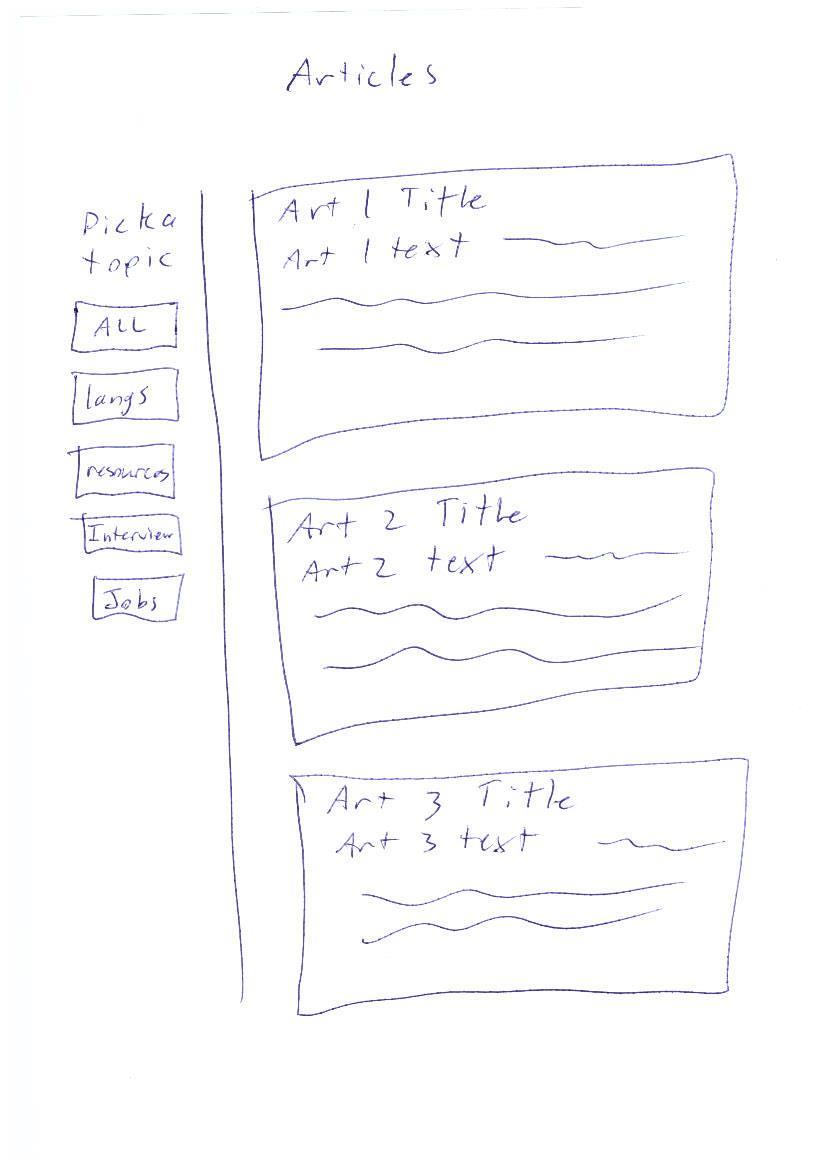 Articles
Pick a
topic
ALL
langs
resources
Interview
Jobs
Art 1 Title
Art 1 text
Art 2 Title
Art 2 text
Art 3 Title
Art 3 text